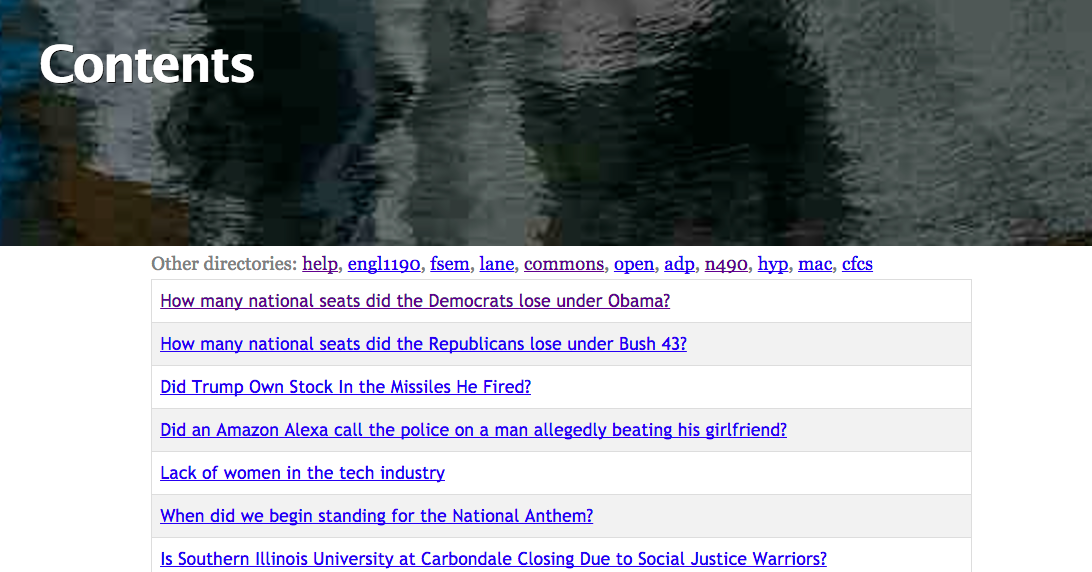 Contents
Other directories: help, engl1190, fsem, lane, commons, open, adp, n490, hyp, mac, cfcs
How many national seats did the Democrats lose under Obama?
How many national seats did the Republicans lose under Bush 43?
Did Trump Own Stock In the Missiles He Fired?
Did an Amazon Alexa call the police on a man allegedly beating his girlfriend?
Lack of women in the tech industry
When did we begin standing for the National Anthem?
Is Southern Illinois University at Carbondale Closing Due to Social Justice Warriors?